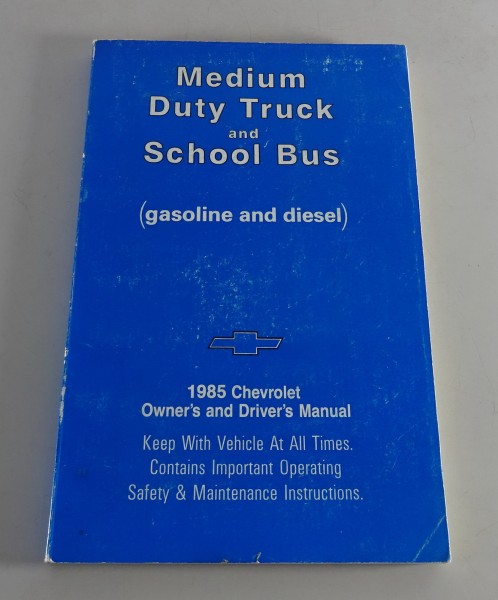 Medium
Duty Truck
and
School Bus
(gasoline and diesel)
1985 Chevrolet
Owner's and Driver's Manual
Keep With Vehicle At All Times.
Contains Important Operating
Safety & Maintenance Instructions.